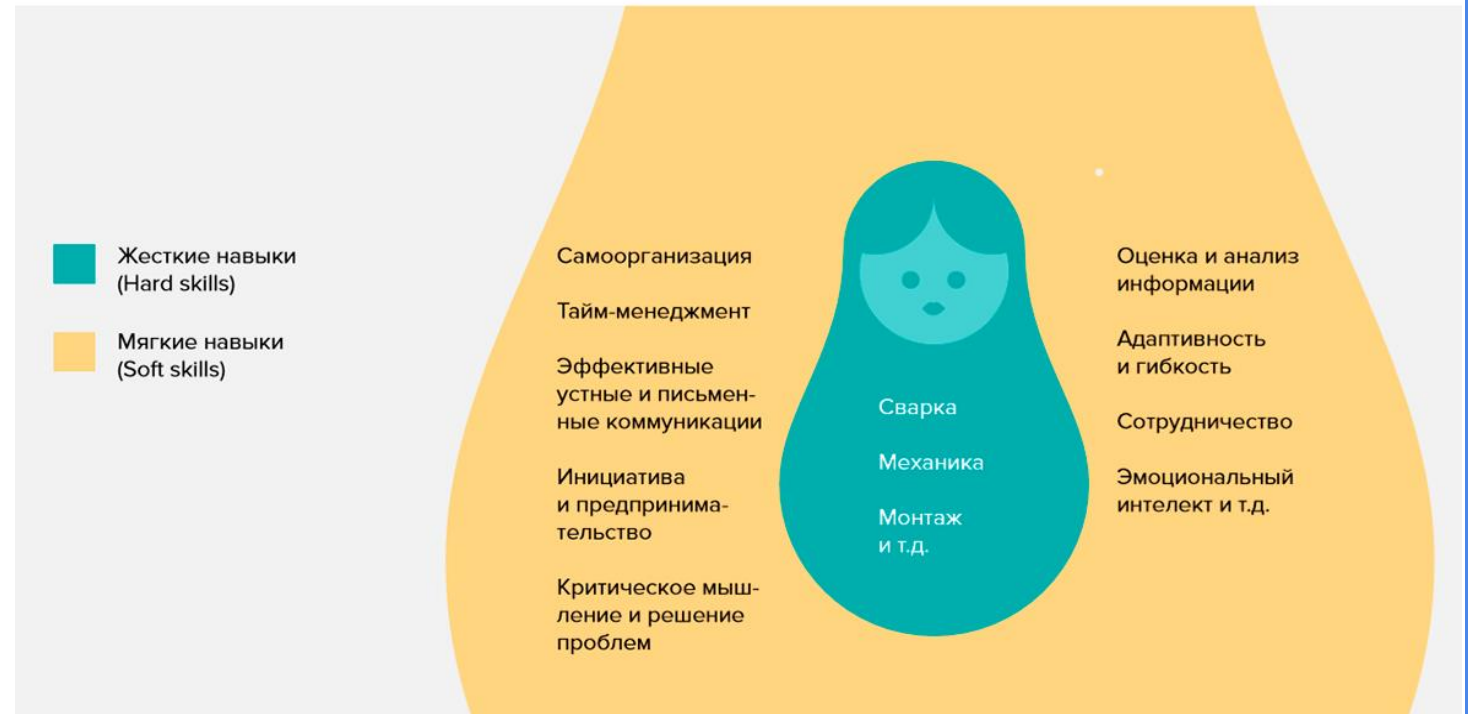 Жесткие навыки
(Hard skills)
Мягкие навыки
(Soft skills)
Самоорганизация
Тайм-менеджмент
Эффективные
устные и письмен-
ные коммуникации
Инициатива
и предпринима-
тельство
Критическое мыш-
ление и решение
проблем
Сварка
Механика
Монтаж
и т.д.
Оценка и анализ
информации
Адаптивность
и гибкость
Сотрудничество
Эмоциональный
интелект и т.д.